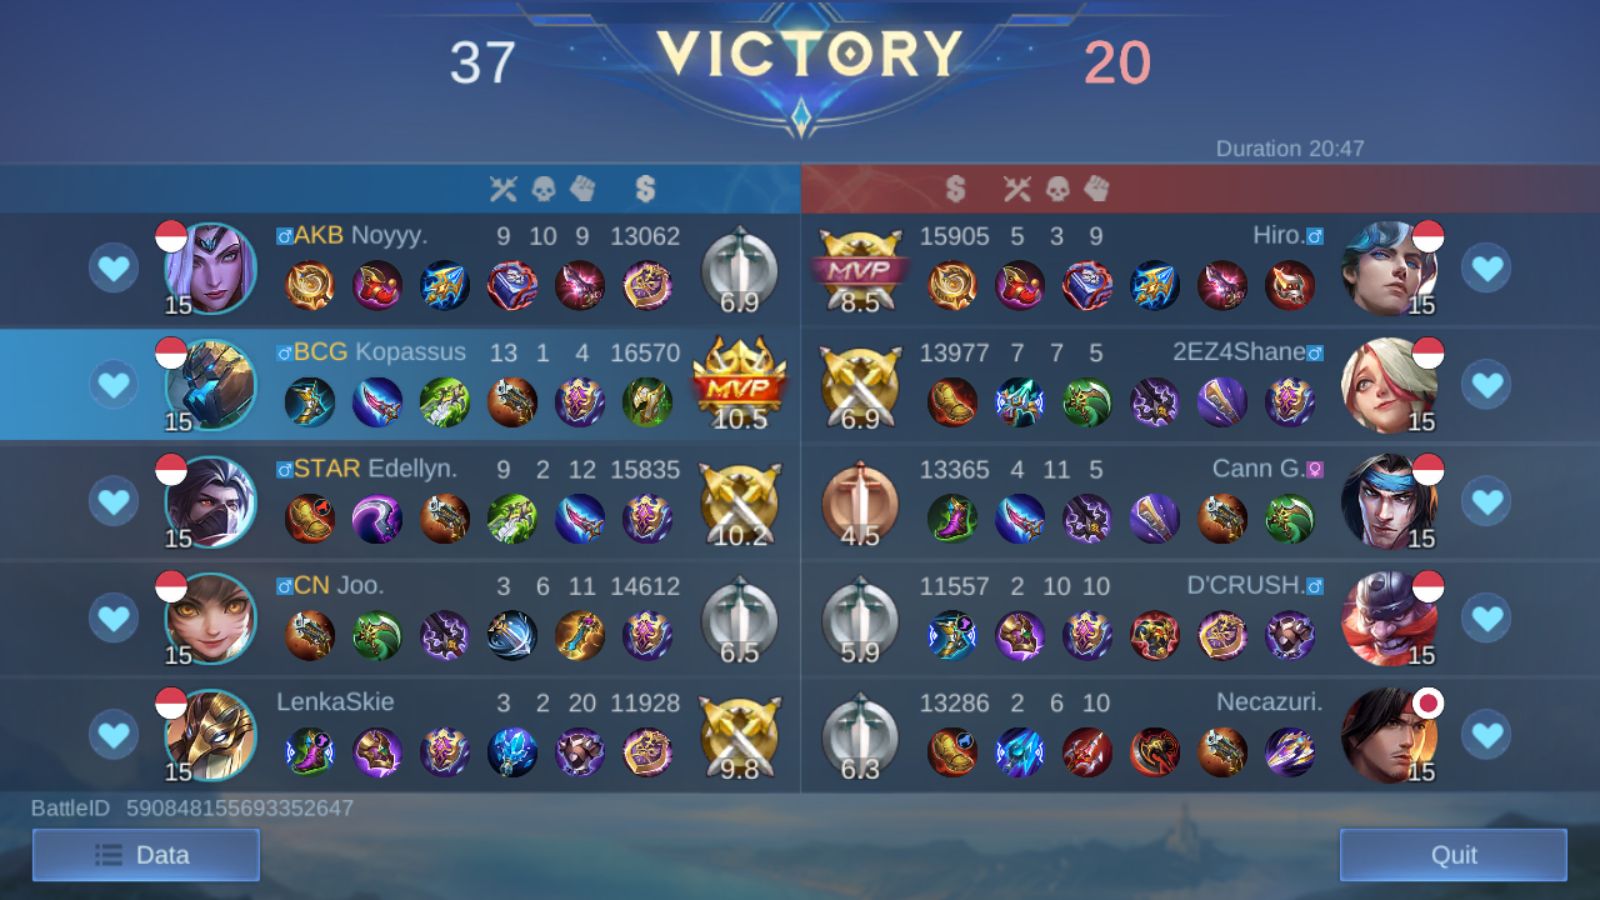 37 VICTORY 20
Duration 20:47
AKB Noyyy. 9 10 9 13062 6.9 15
MVP 8.5 15905 5 3 9 Hiro. 15
BCG Kopassus 13 1 4 16570 MVP 10.5 15
6.9 13977 7 7 5 2EZ4Shane 15
STAR Edellyn. 9 2 12 15835 10.2 15
4.5 13365 4 11 5 Cann G. 15
CN Joo. 3 6 11 14612 6.5 15
5.9 11557 2 10 10 D'CRUSH. 15
LenkaSkie 3 2 20 11928 9.8 15
6.3 13286 2 6 10 Necazuri. 15
BattleID 590848155693352647
Data
Quit